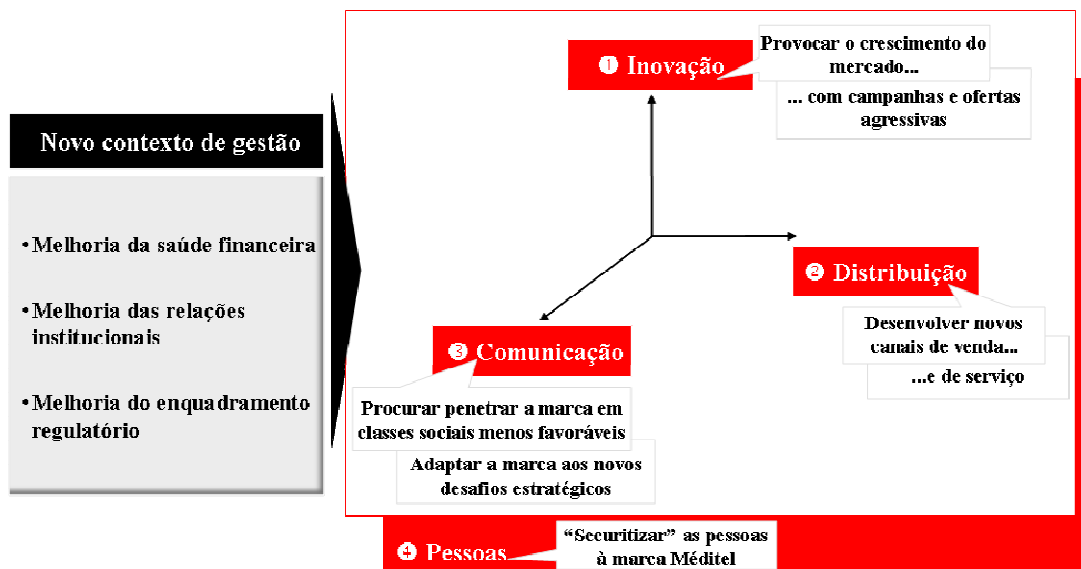 Novo contexto de gestão
• Melhoria da saúde financeira
• Melhoria das relações
institucionais
• Melhoria do enquadramento
regulatório
❶ Inovação
Provocar o crescimento do
mercado...
... com campanhas e ofertas
agressivas
❷ Distribuição
Desenvolver novos
canais de venda...
...e de serviço
❸ Comunicação
Procurar penetrar a marca em
classes sociais menos favoráveis
Adaptar a marca aos novos
desafios estratégicos
❹ Pessoas
“Securitizar” as pessoas
à marca Méditel